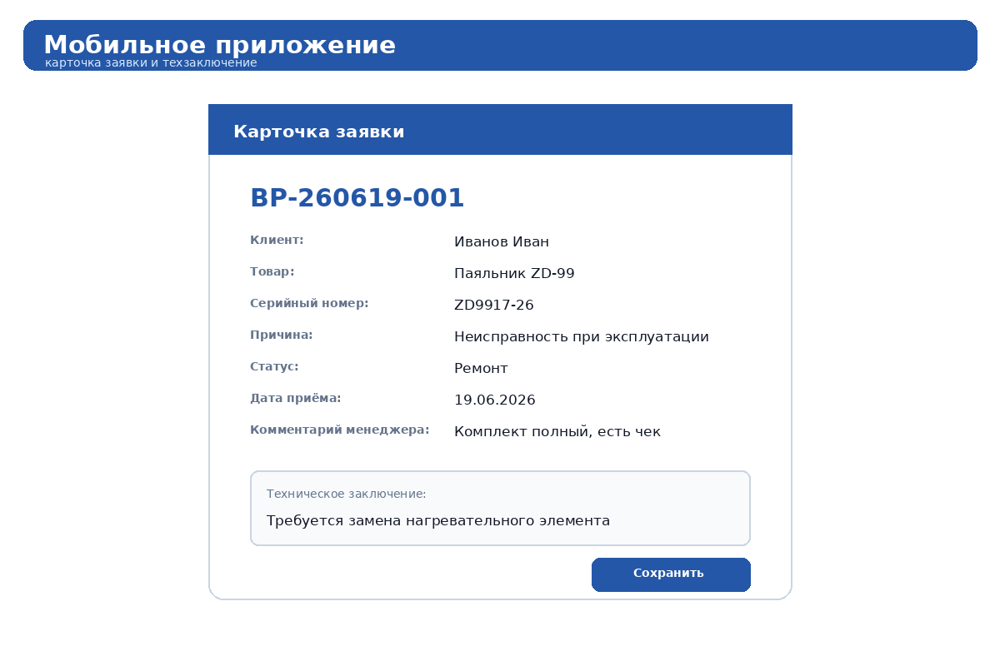 Мобильное приложение
карточка заявки и техзаключение
Карточка заявки
ВР-260619-001
Клиент: Иванов Иван
Товар: Паяльник ZD-99
Серийный номер: ZD9917-26
Причина: Неисправность при эксплуатации
Статус: Ремонт
Дата приёма: 19.06.2026
Комментарий менеджера: Комплект полный, есть чек
Техническое заключение:
Требуется замена нагревательного элемента
Сохранить